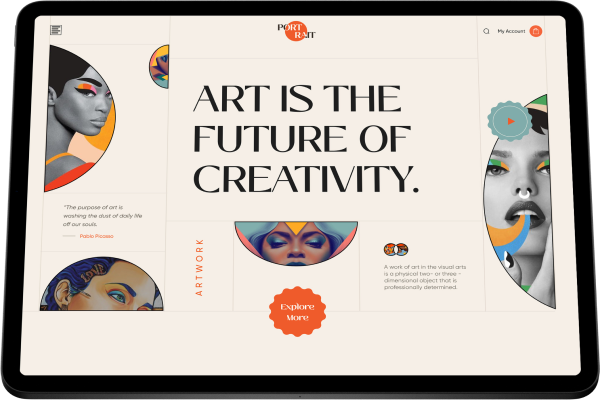 PORT
RAIT
My Account
ART IS THE
FUTURE OF
CREATIVITY.
"The purpose of art is
washing the dust of daily life
off our souls.
Pablo Picasso
ARTWORK
LOVE
Explore
More
A work of art in the visual arts
is a physical two- or three-
dimensional object that is
professionally determined.